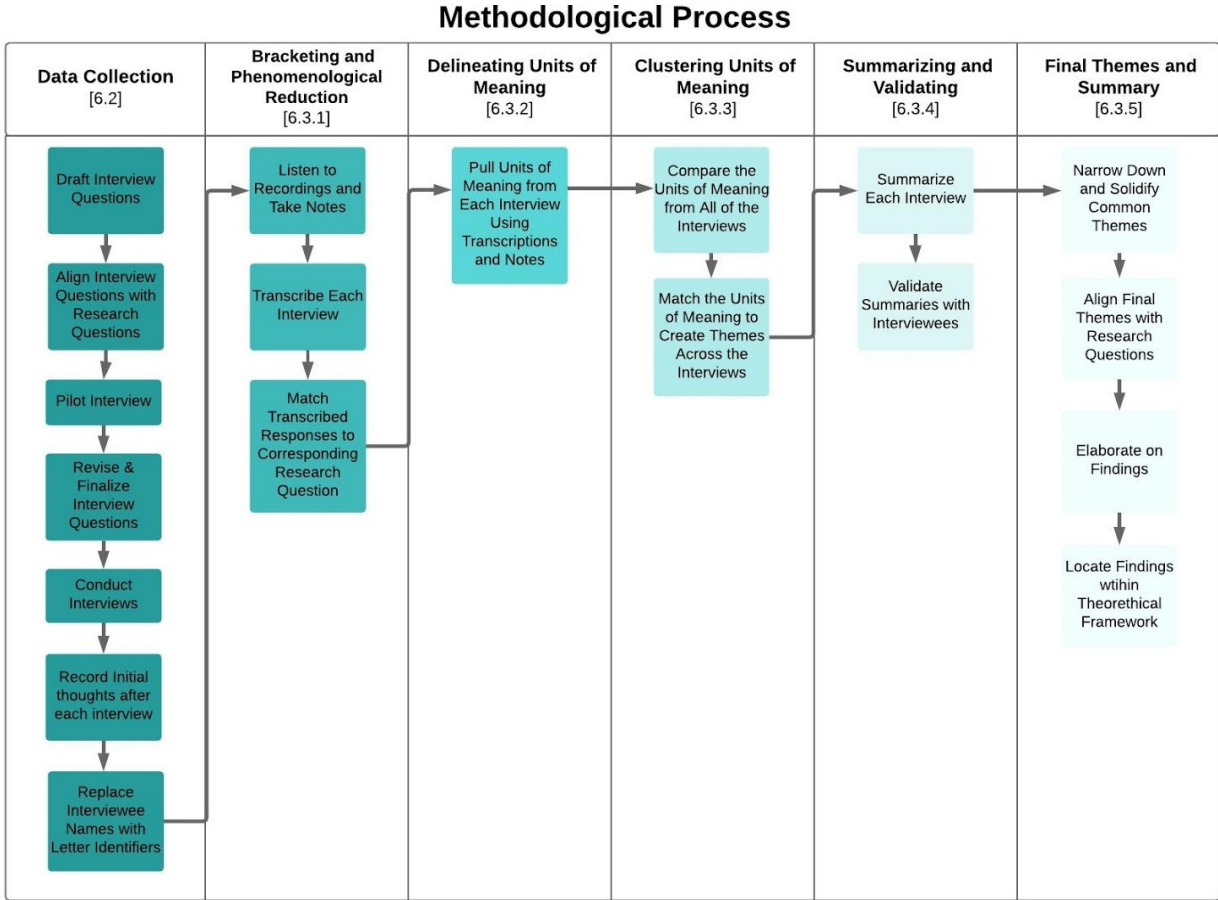 Methodological Process
Data Collection
[6.2]
Bracketing and
Phenomenological
Reduction
[6.3.1]
Delineating Units of
Meaning
[6.3.2]
Clustering Units of
Meaning
[6.3.3]
Summarizing and
Validating
[6.3.4]
Final Themes and
Summary
[6.3.5]
Draft Interview
Questions
Align Interview
Questions with
Research
Questions
Pilot Interview
Revise &
Finalize
Interview
Questions
Conduct
Interviews
Record Initial
thoughts after
each interview
Replace
Interviewee
Names with
Letter Identifiers
Listen to
Recordings and
Take Notes
Transcribe Each
Interview
Match
Transcribed
Responses to
Corresponding
Research
Question
Pull Units of
Meaning from
Each Interview
Using
Transcriptions
and Notes
Compare the
Units of Meaning
from All of the
Interviews
Match the Units
of Meaning to
Create Themes
Across the
Interviews
Summarize
Each Interview
Validate
Summaries with
Interviewees
Narrow Down
and Solidify
Common
Themes
Align Final
Themes with
Research
Questions
Elaborate on
Findings
Locate Findings
wtihin
Theorethical
Framework